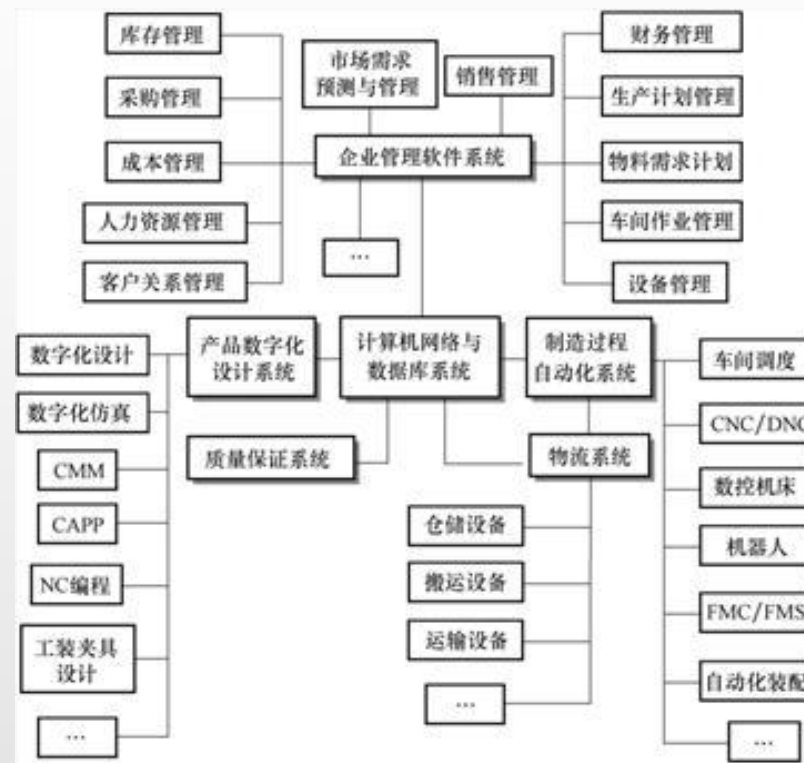 库存管理
采购管理
成本管理
人力资源管理
客户关系管理
市场需求
预测与管理
销售管理
企业管理软件系统
…
财务管理
生产计划管理
物料需求计划
车间作业管理
设备管理
产品数字化
设计系统
计算机网络与
数据库系统
制造过程
自动化系统
质量保证系统
物流系统
数字化设计
数字化仿真
CMM
CAPP
NC编程
工装夹具
设计
…
仓储设备
搬运设备
运输设备
…
车间调度
CNC/DNC
数控机床
机器人
FMC/FMS
自动化装配
…